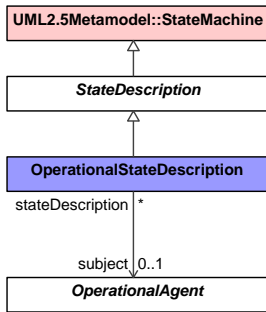 UML2.5Metamodel::StateMachine
StateDescription
OperationalStateDescription
stateDescription *
subject 0..1
OperationalAgent